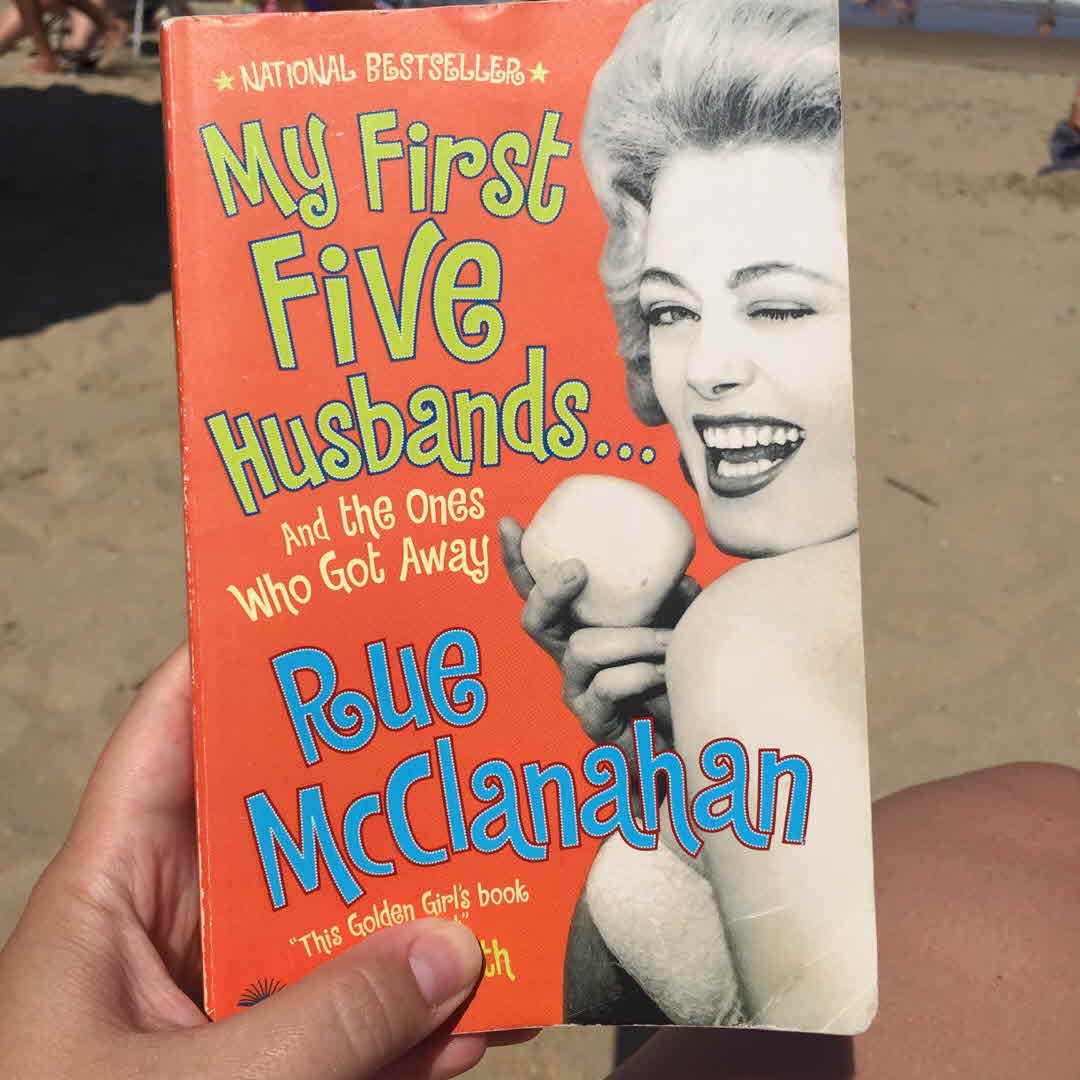 NATIONAL BESTSELLER
My First
Five
Husbands...
And the Ones
Who Got Away
Rue
McClanahan
"This Golden Girl's book